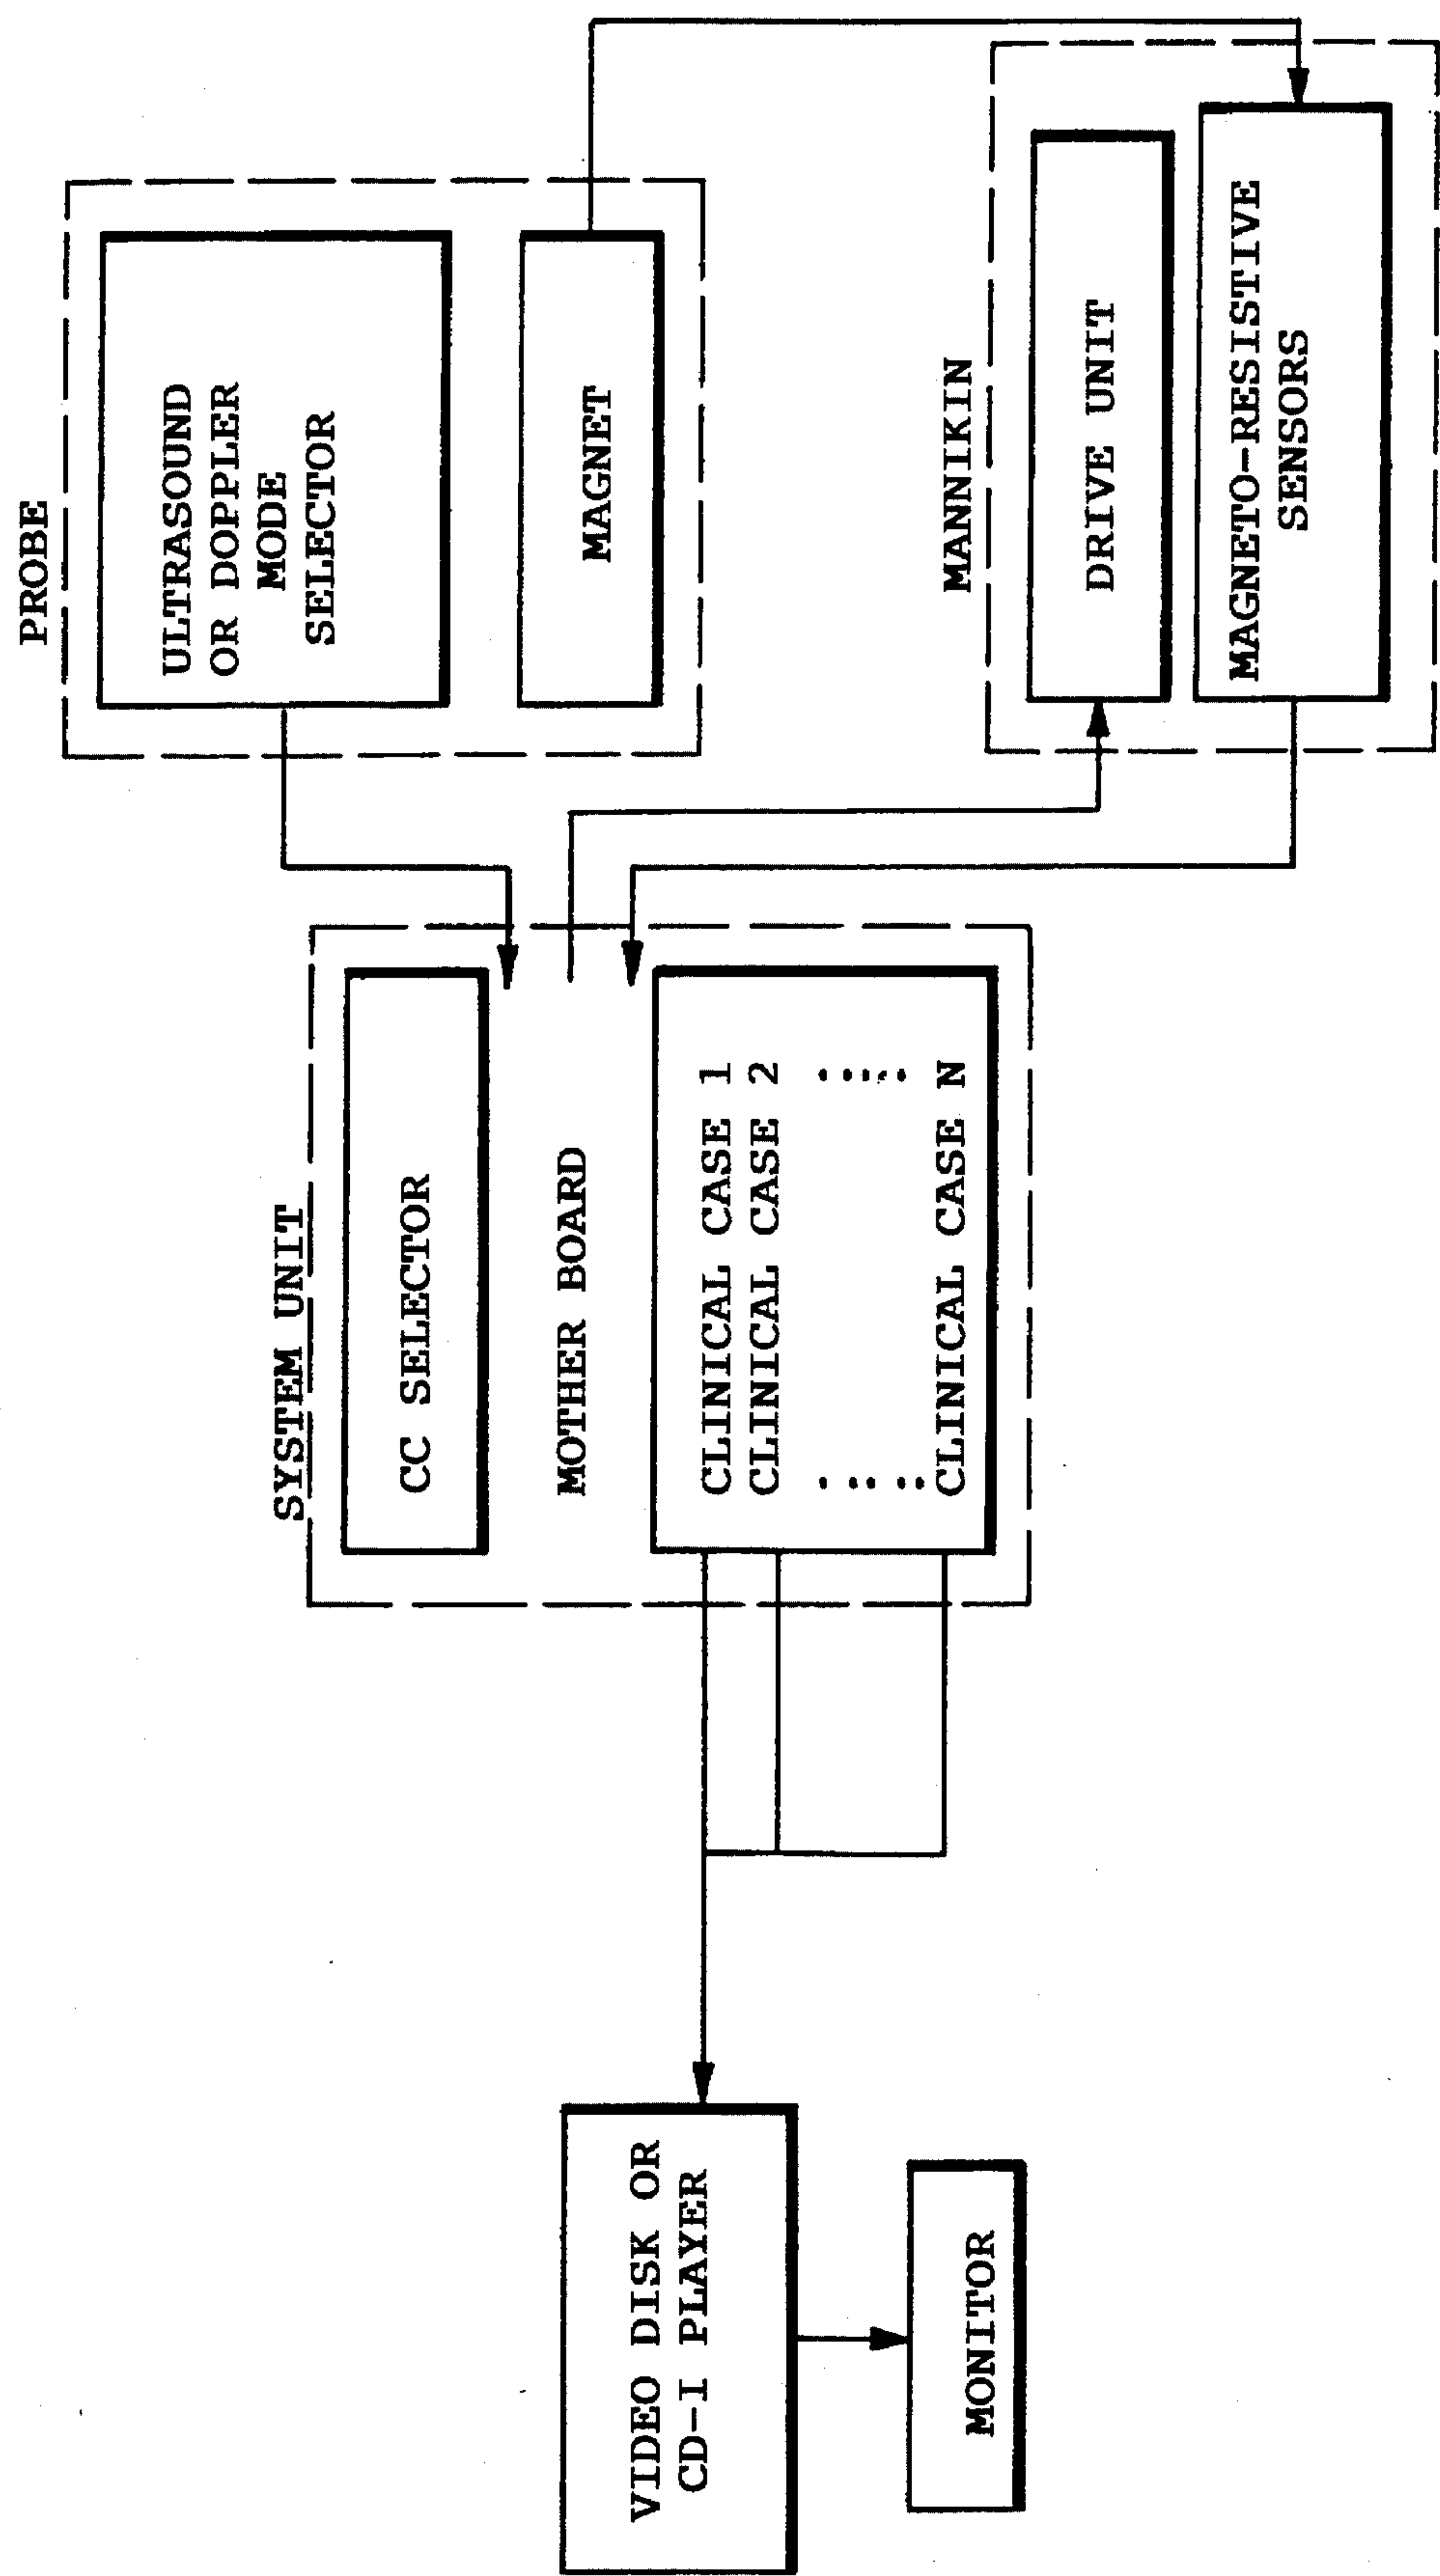 VIDEO DISK OR
CD-I PLAYER
MONITOR
SYSTEM UNIT
CC SELECTOR
MOTHER BOARD
CLINICAL CASE 1
CLINICAL CASE 2
..... .....
CLINICAL CASE N
PROBE
ULTRASOUND
OR DOPPLER
MODE
SELECTOR
MAGNET
MANNIKIN
DRIVE UNIT
MAGNETO-RESISTIVE
SENSORS